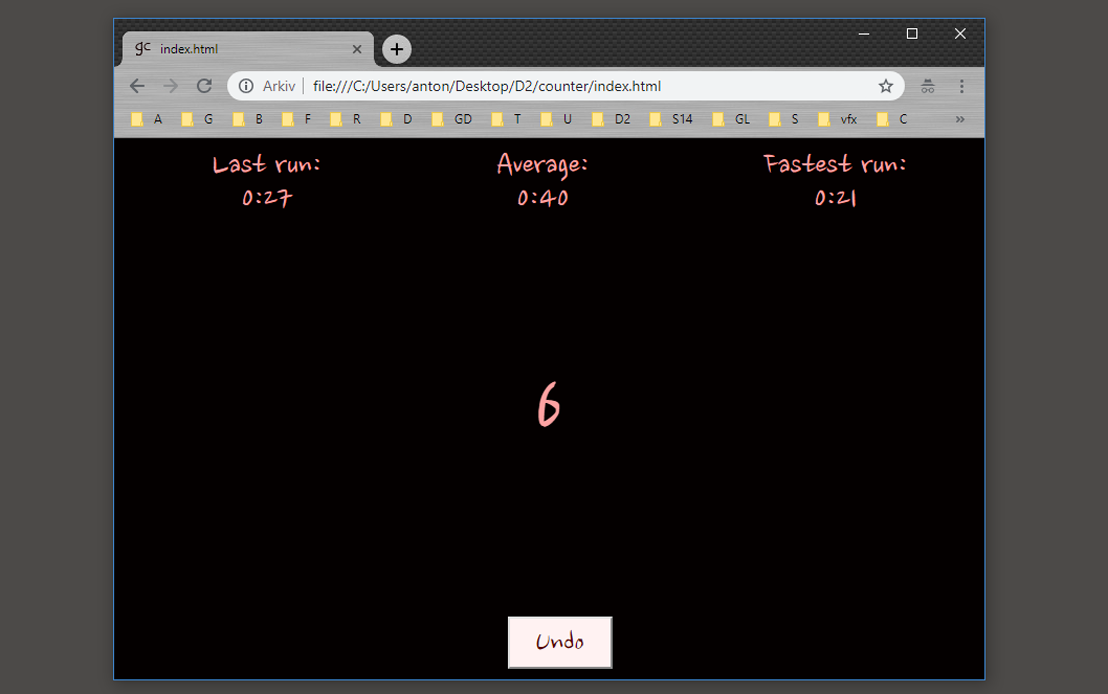 gc index.html
Arkiv file:///C:/Users/anton/Desktop/D2/counter/index.html
A G B F R D GD T U D2 S14 GL S vfx C »
Last run: Average: Fastest run:
0:27 0:40 0:21
6
Undo